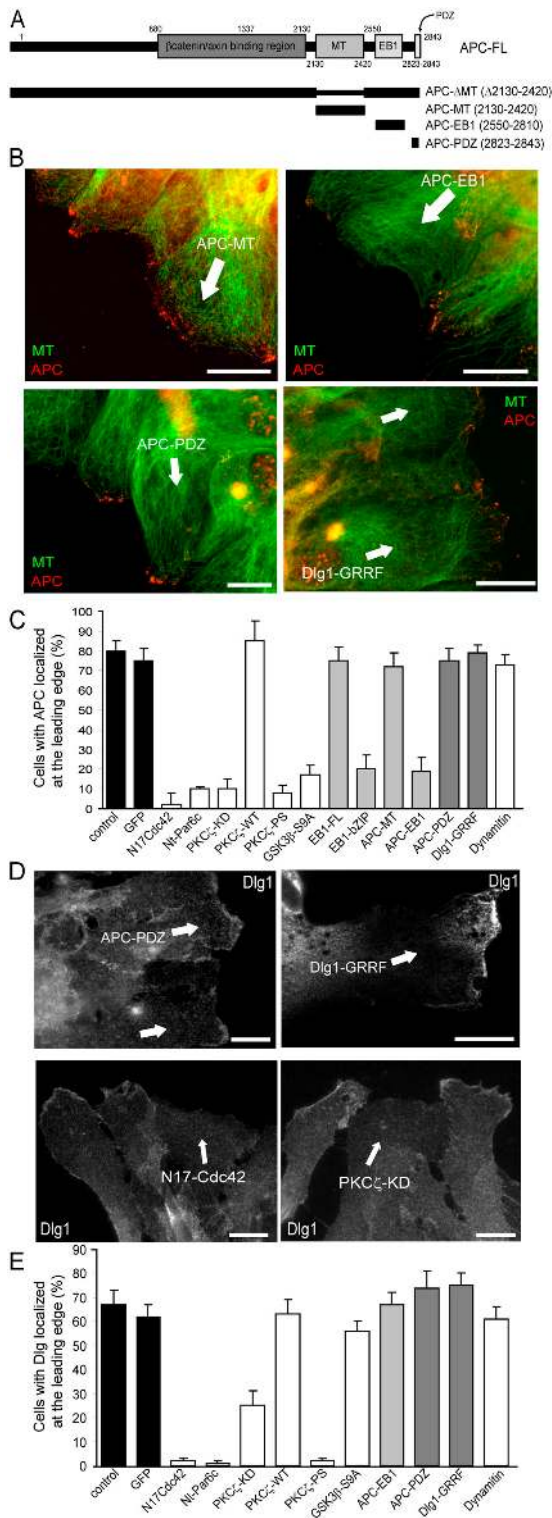 A
PDZ
1
680
1337
2130
2550
2843
βcatenin/axin binding region
MT
EB1
APC-FL
2130
2420
2823-2843
APC-ΔMT (Δ2130-2420)
APC-MT (2130-2420)
APC-EB1 (2550-2810)
APC-PDZ (2823-2843)
B
APC-MT
MT
APC
APC-EB1
MT
APC
APC-PDZ
MT
APC
MT
APC
Dlg1-GRRF
C
Cells with APC localized
at the leading edge (%)
100
90
80
70
60
50
40
30
20
10
0
control
GFP
N17Cdc42
Nt-Par6c
PKCζ-KD
PKCζ-WT
PKCζ-PS
GSK3β-S9A
EB1-FL
EB1-bZIP
APC-MT
APC-EB1
APC-PDZ
Dlg1-GRRF
Dynamitin
D
Dlg1
APC-PDZ
Dlg1
Dlg1-GRRF
N17-Cdc42
Dlg1
PKCζ-KD
Dlg1
E
Cells with Dlg localized
at the leading edge (%)
90
80
70
60
50
40
30
20
10
0
control
GFP
N17Cdc42
Nt-Par6c
PKCζ-KD
PKCζ-WT
PKCζ-PS
GSK3β-S9A
APC-EB1
APC-PDZ
Dlg1-GRRF
Dynamitin